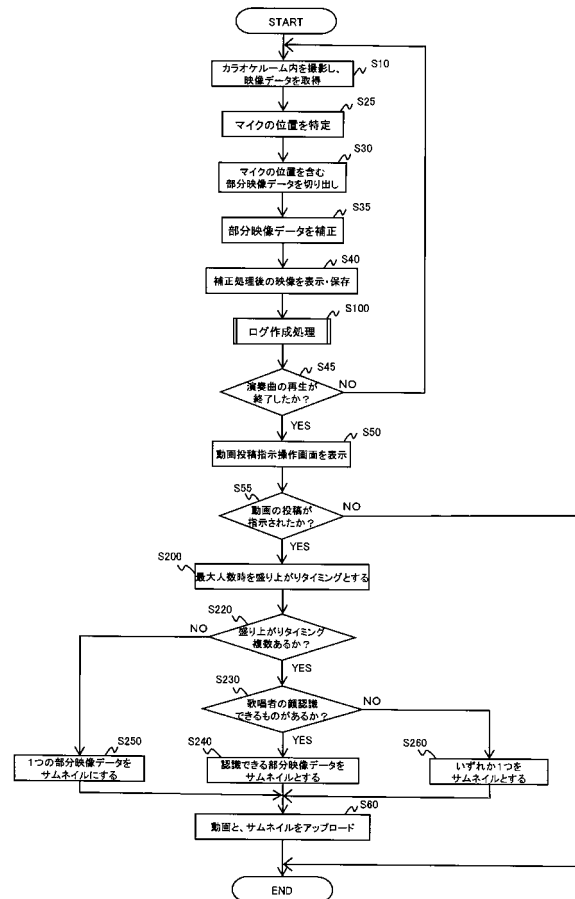 START
S10
カラオケルーム内を撮影し、
映像データを取得
S25
マイクの位置を特定
S30
マイクの位置を含む
部分映像データを切り出し
S35
部分映像データを補正
S40
補正処理後の映像を表示・保存
S100
ログ作成処理
S45
演奏曲の再生が
終了したか？
NO
YES
S50
動画投稿指示操作画面を表示
S55
動画の投稿が
指示されたか？
NO
YES
S200
最大人数時を盛り上がりタイミングとする
S220
盛り上がりタイミング
複数あるか？
NO
YES
S230
歌唱者の顔認識
できるものがあるか？
NO
YES
S250
1つの部分映像データを
サムネイルにする
S240
認識できる部分映像データを
サムネイルとする
S260
いずれか1つを
サムネイルとする
S60
動画と、サムネイルをアップロード
END